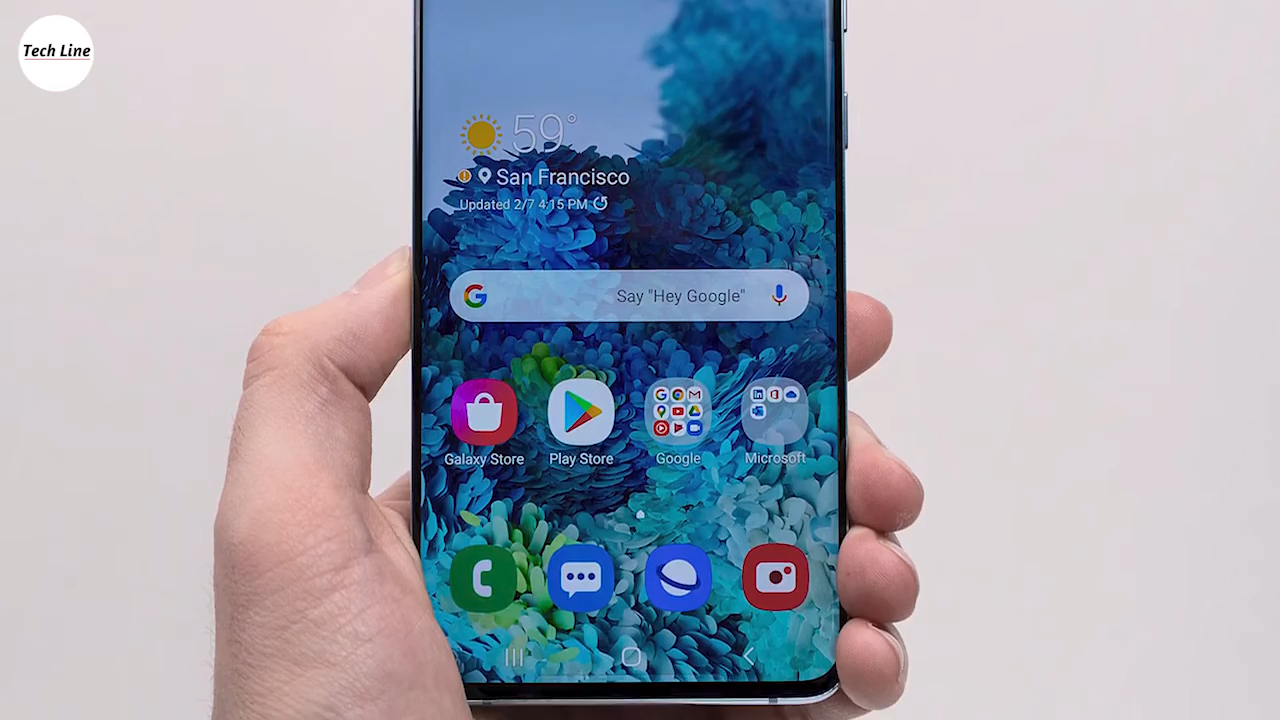 Tech Line
59°
San Francisco
Updated 2/7 4:15 PM
Say "Hey Google"
Galaxy Store
Play Store
Google
Microsoft